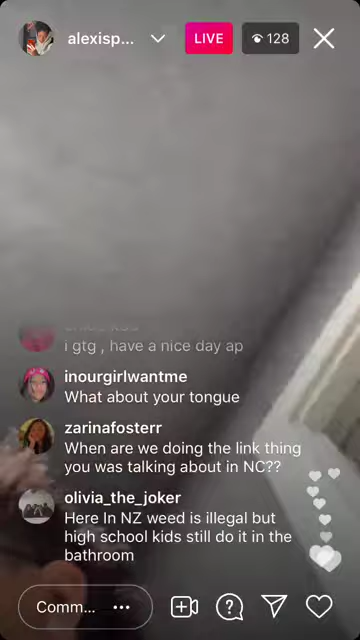 alexisp...
LIVE
128
i gtg , have a nice day ap
inourgirlwantme
What about your tongue
zarinafosterr
When are we doing the link thing
you was talking about in NC??
olivia_the_joker
Here In NZ weed is illegal but
high school kids still do it in the
bathroom
Comm...